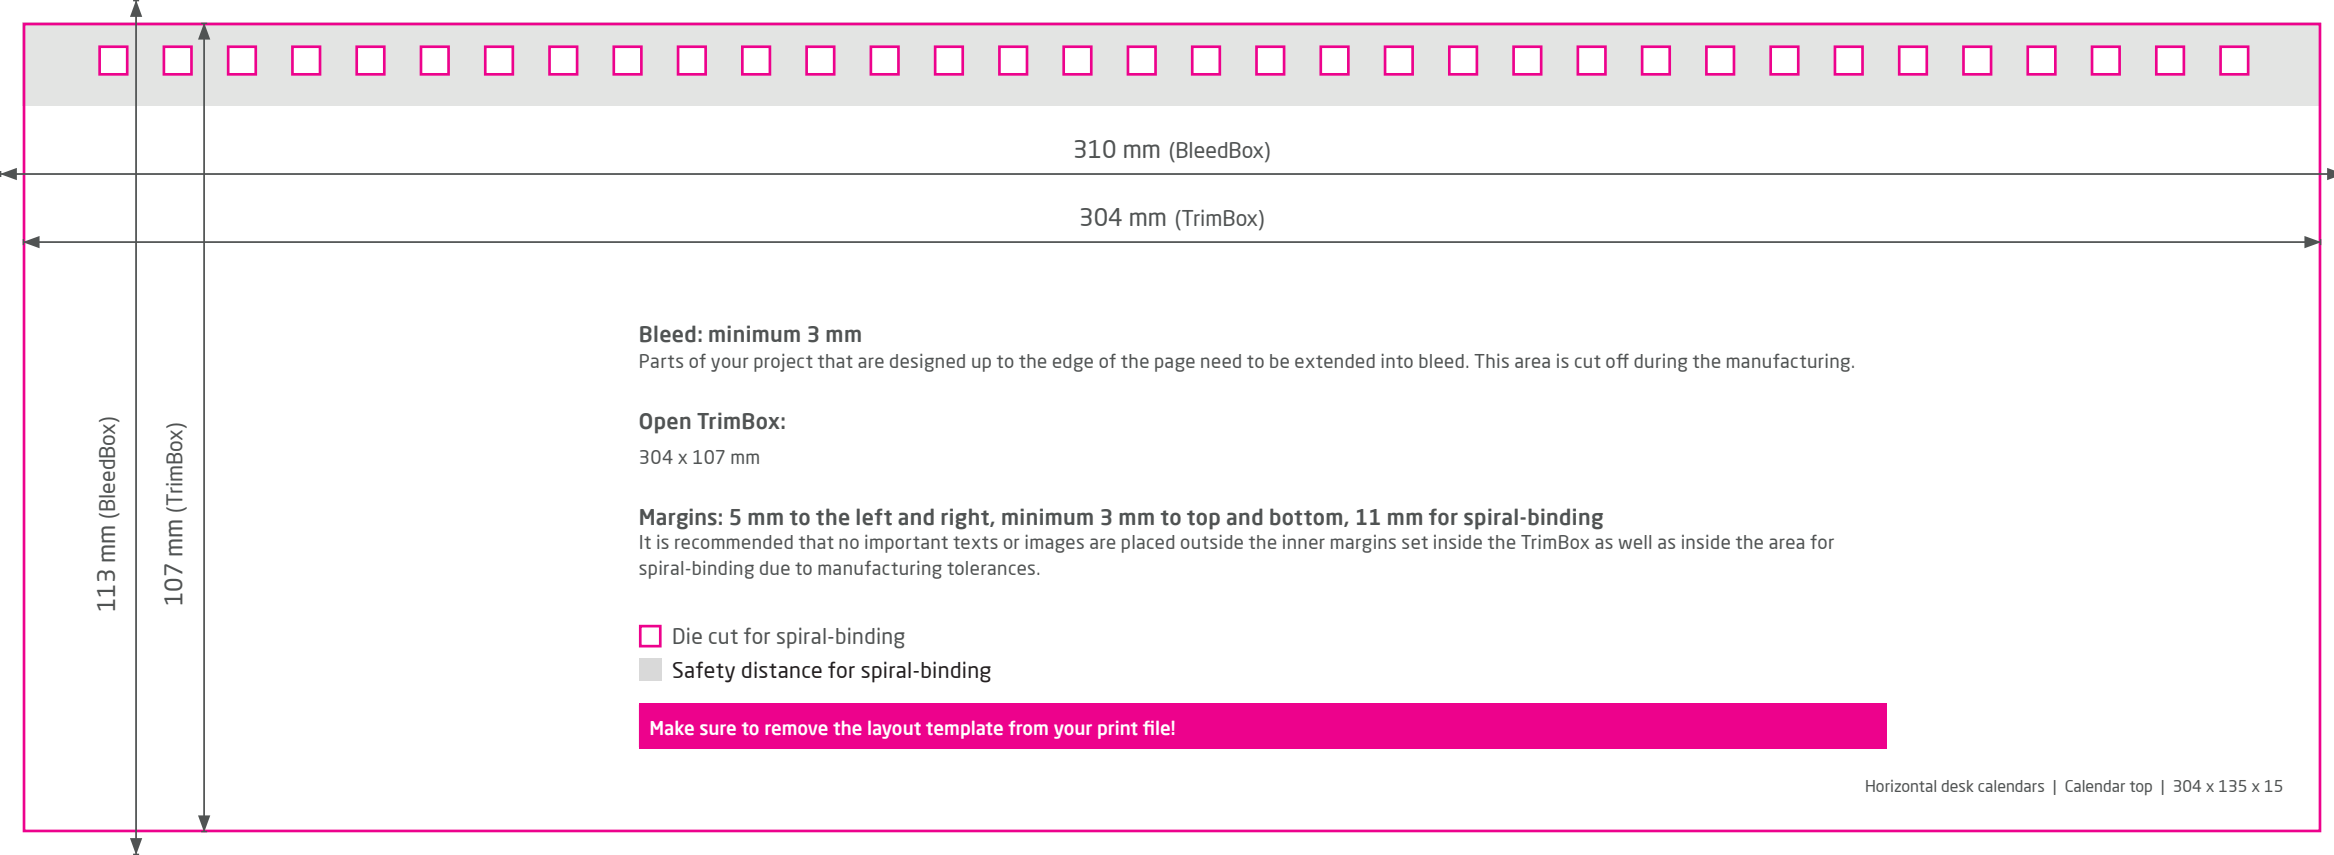 310 mm (BleedBox)
304 mm (TrimBox)
113 mm (BleedBox)
107 mm (TrimBox)
Bleed: minimum 3 mm
Parts of your project that are designed up to the edge of the page need to be extended into bleed. This area is cut off during the manufacturing.
Open TrimBox:
304 x 107 mm
Margins: 5 mm to the left and right, minimum 3 mm to top and bottom, 11 mm for spiral-binding
It is recommended that no important texts or images are placed outside the inner margins set inside the TrimBox as well as inside the area for
spiral-binding due to manufacturing tolerances.
Die cut for spiral-binding
Safety distance for spiral-binding
Make sure to remove the layout template from your print file!
Horizontal desk calendars | Calendar top | 304 x 135 x 15